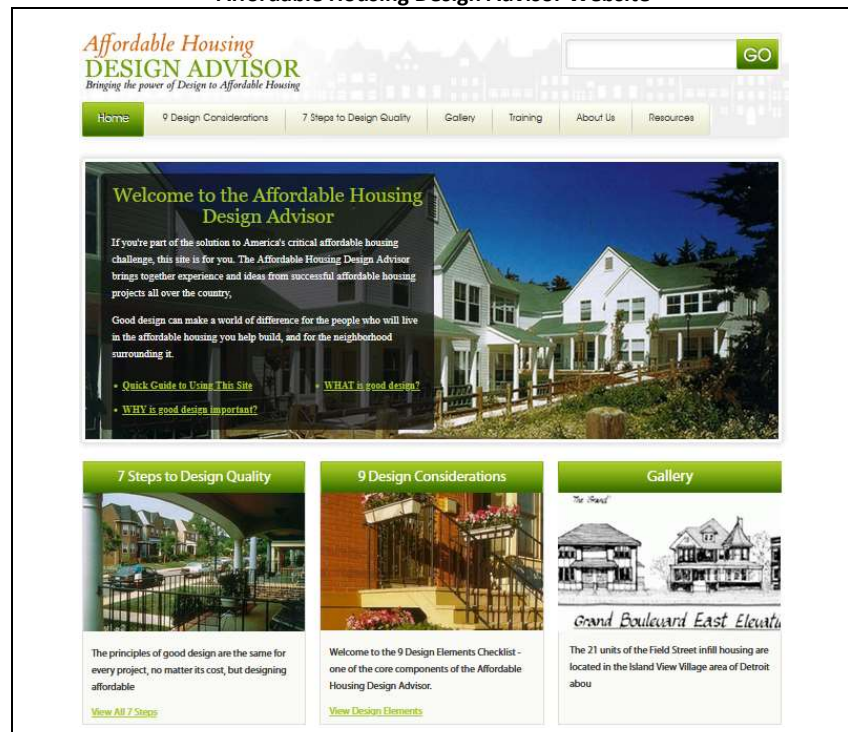 Affordable Housing Design Advisor Website
Affordable Housing
DESIGN ADVISOR
Bringing the power of Design to Affordable Housing
GO
Home 9 Design Considerations 7 Steps to Design Quality Gallery Training About Us Resources
Welcome to the Affordable Housing
Design Advisor
If you're part of the solution to America's critical affordable housing
challenge, this site is for you. The Affordable Housing Design Advisor
brings together experience and ideas from successful affordable housing
projects all over the country,
Good design can make a world of difference for the people who will live
in the affordable housing you help build, and for the neighborhood
surrounding it.
• Quick Guide to Using This Site • WHAT is good design?
• WHY is good design important?
7 Steps to Design Quality
The principles of good design are the same for
every project, no matter its cost, but designing
affordable
View All 7 Steps
9 Design Considerations
Welcome to the 9 Design Elements Checklist -
one of the core components of the Affordable
Housing Design Advisor.
View Design Elements
Gallery
The Grand
Grand Boulevard East Elevatu
The 21 units of the Field Street infill housing are
located in the Island View Village area of Detroit
abou